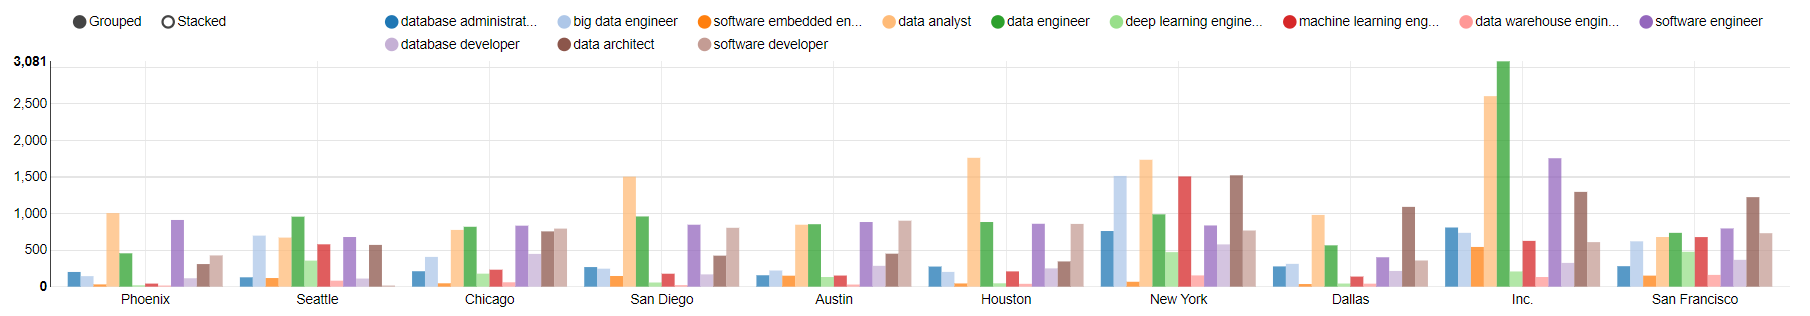 Grouped Stacked database administrat... big data engineer software embedded en... data analyst data engineer deep learning engine... machine learning eng... data warehouse engin... software engineer
database developer data architect software developer
3,081
2,500
2,000
1,500
1,000
500
0
Phoenix Seattle Chicago San Diego Austin Houston New York Dallas Inc. San Francisco